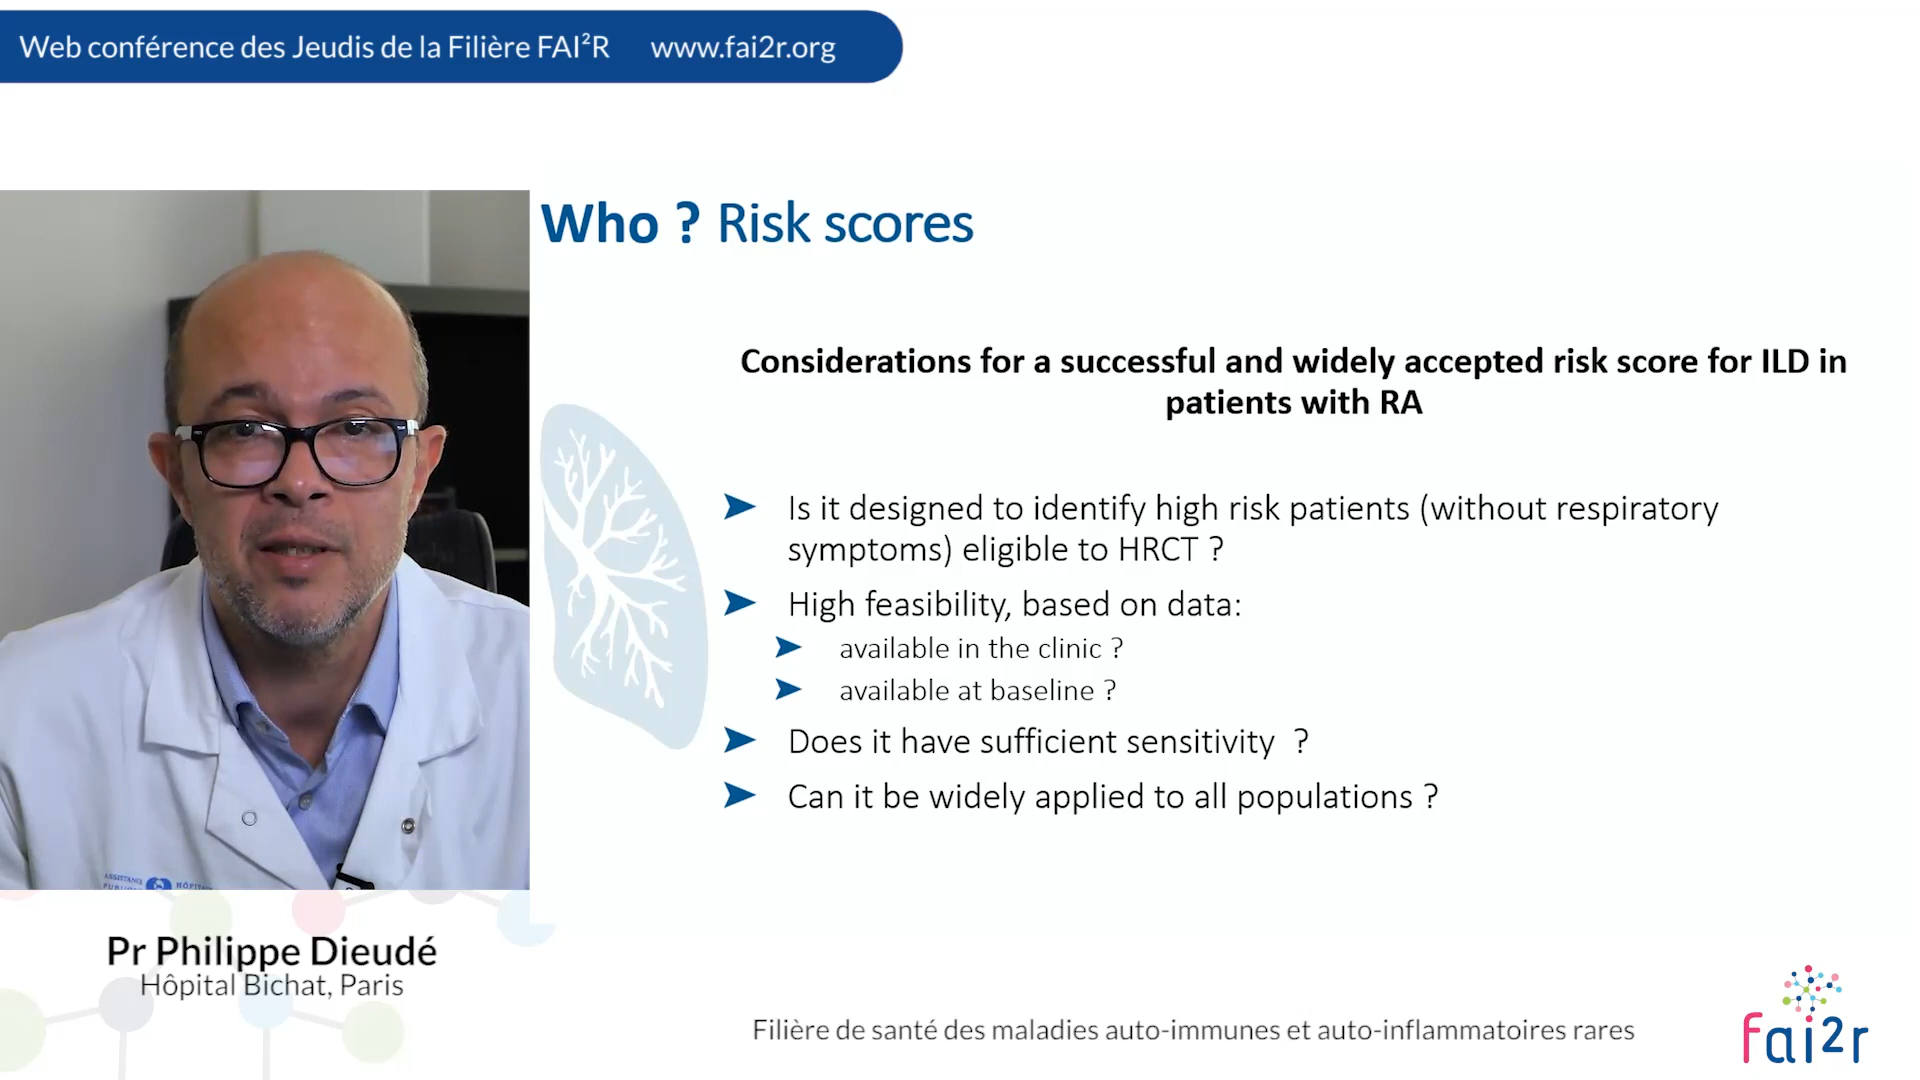 Web conférence des Jeudis de la Filière FAI²R www.fai2r.org
Who ? Risk scores
Considerations for a successful and widely accepted risk score for ILD in
patients with RA
Is it designed to identify high risk patients (without respiratory
symptoms) eligible to HRCT ?
High feasibility, based on data:
available in the clinic ?
available at baseline ?
Does it have sufficient sensitivity ?
Can it be widely applied to all populations ?
ASSISTANCE
Pr Philippe Dieudé
Hôpital Bichat, Paris
Filière de santé des maladies auto-immunes et auto-inflammatoires rares
fai2r